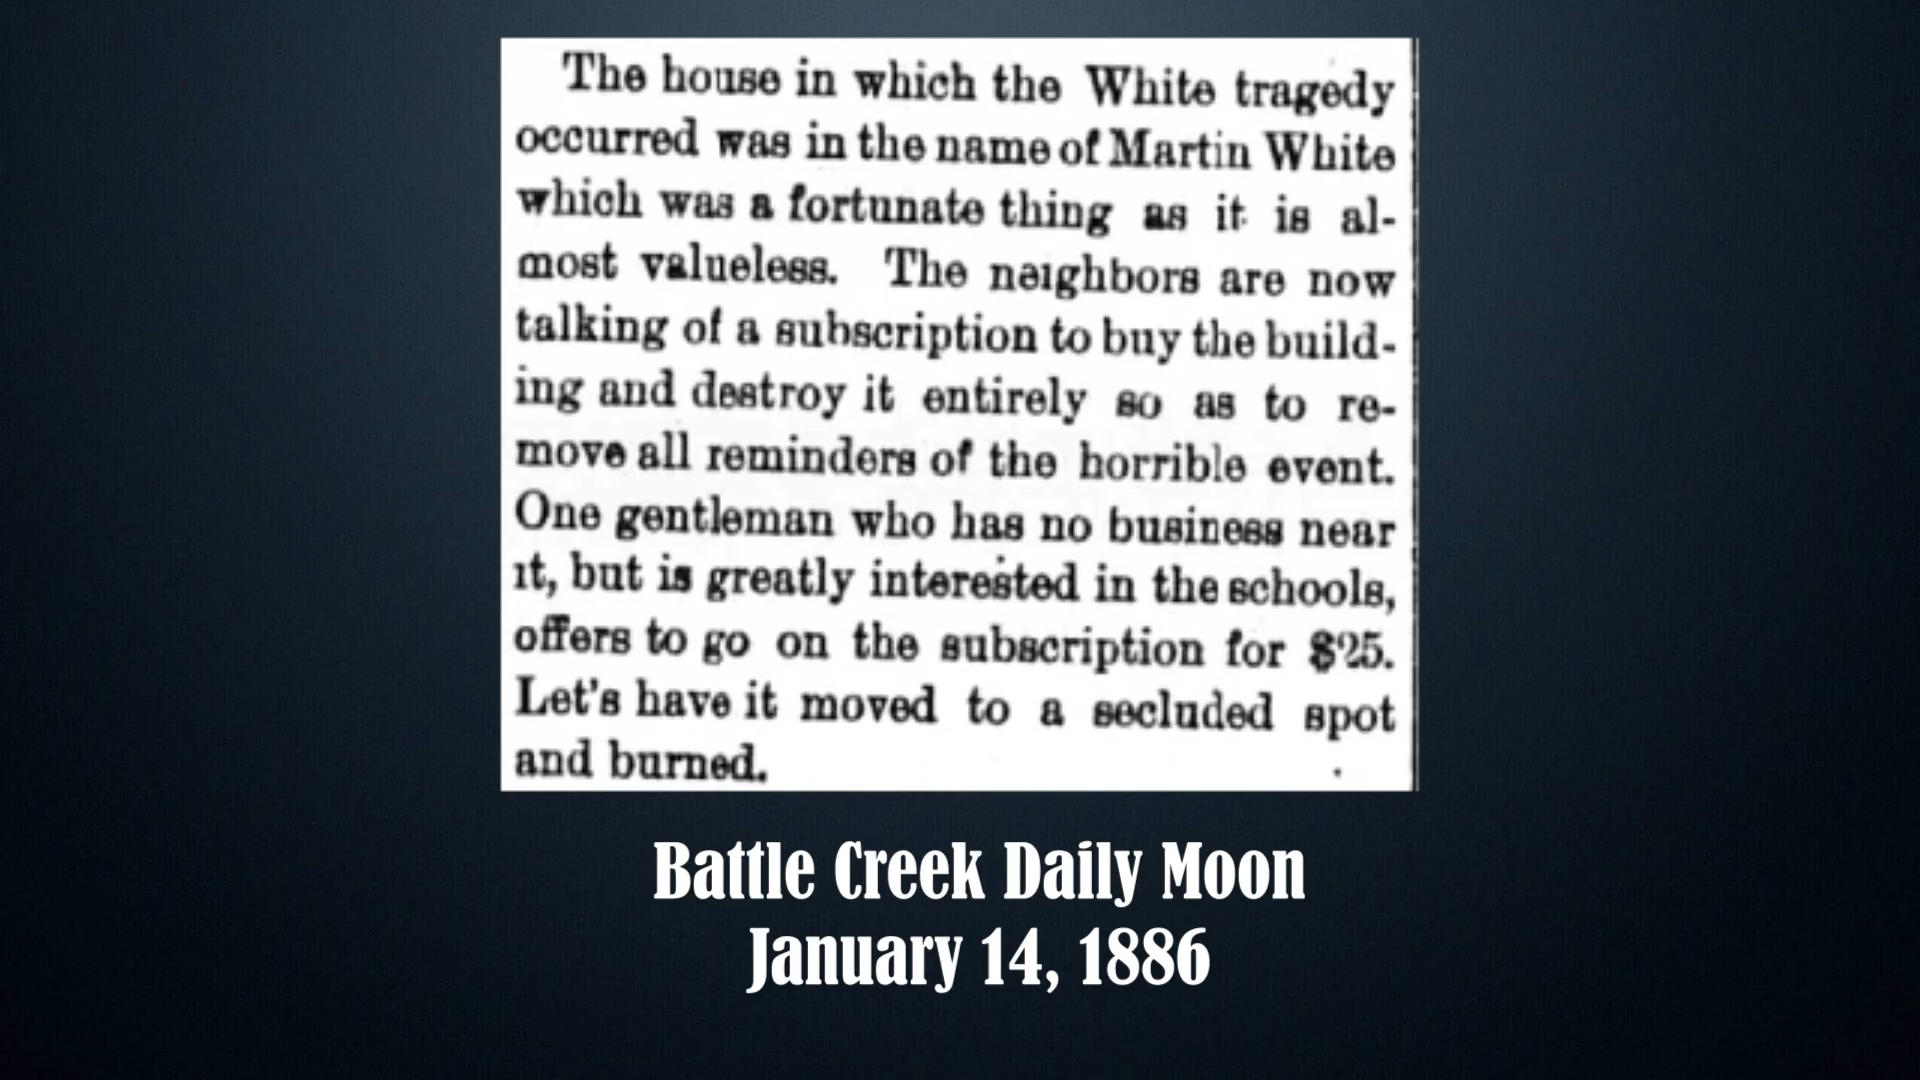 The house in which the White tragedy
occurred was in the name of Martin White
which was a fortunate thing as it is al-
most valueless. The neighbors are now
talking of a subscription to buy the build-
ing and destroy it entirely so as to re-
move all reminders of the horrible event.
One gentleman who has no business near
it, but is greatly interested in the schools,
offers to go on the subscription for $25.
Let's have it moved to a secluded spot
and burned.
Battle Creek Daily Moon
January 14, 1886